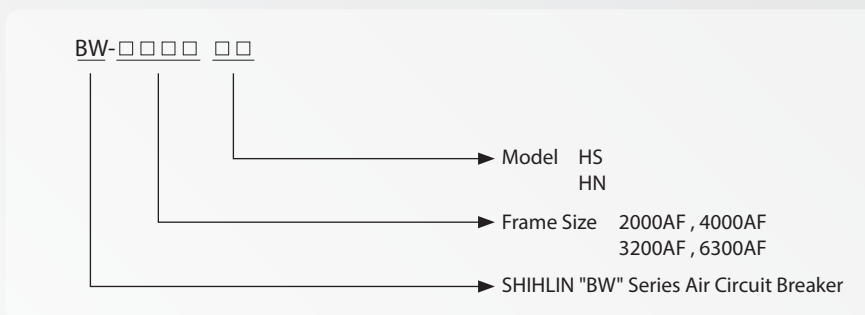 BW-□□□□ □□
Model HS
HN
Frame Size 2000AF , 4000AF
3200AF , 6300AF
SHIHLIN "BW" Series Air Circuit Breaker